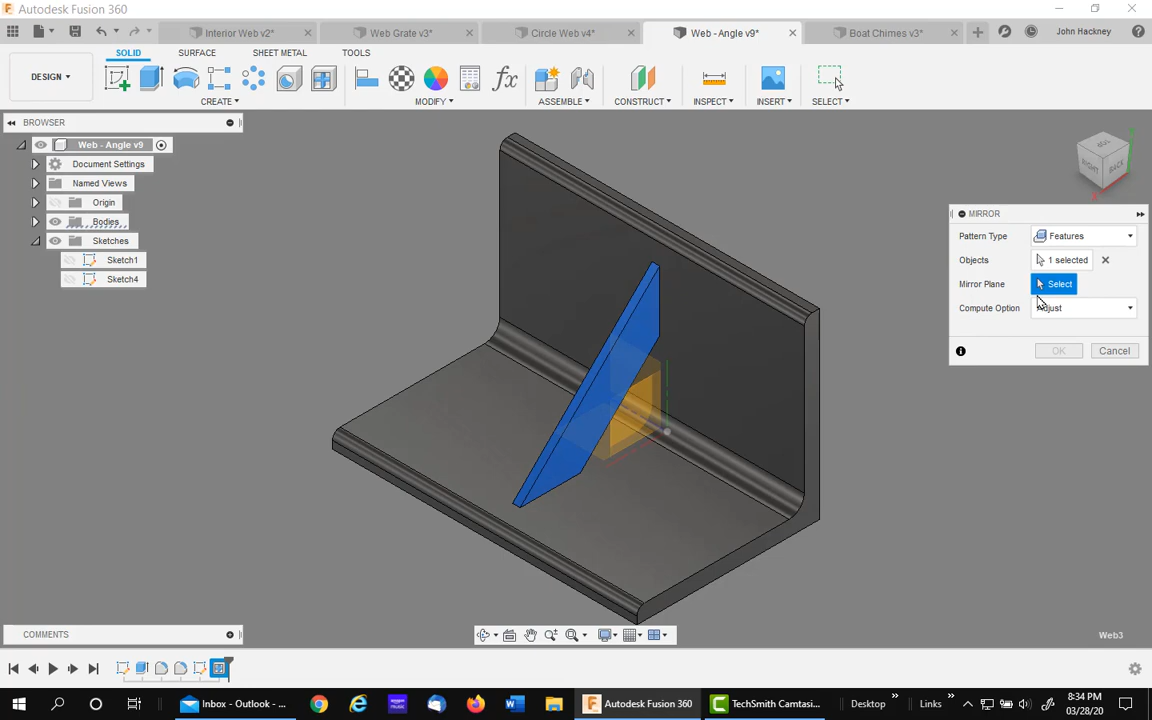 Autodesk Fusion 360
Interior Web v2*
Web Grate v3*
Circle Web v4*
Web - Angle v9*
Boat Chimes v3*
John Hackney
SOLID
SURFACE
SHEET METAL
TOOLS
DESIGN
CREATE
MODIFY
ASSEMBLE
CONSTRUCT
INSPECT
INSERT
SELECT
BROWSER
Web - Angle v9
Document Settings
Named Views
Origin
Bodies
Sketches
Sketch1
Sketch4
TOP
RIGHT
BACK
Z
MIRROR
Pattern Type Features
Objects 1 selected
Mirror Plane Select
Compute Option Adjust
OK Cancel
COMMENTS
Web3
Inbox - Outlook - ...
Autodesk Fusion 360
TechSmith Camtasi...
Desktop
Links
8:34 PM
03/28/20